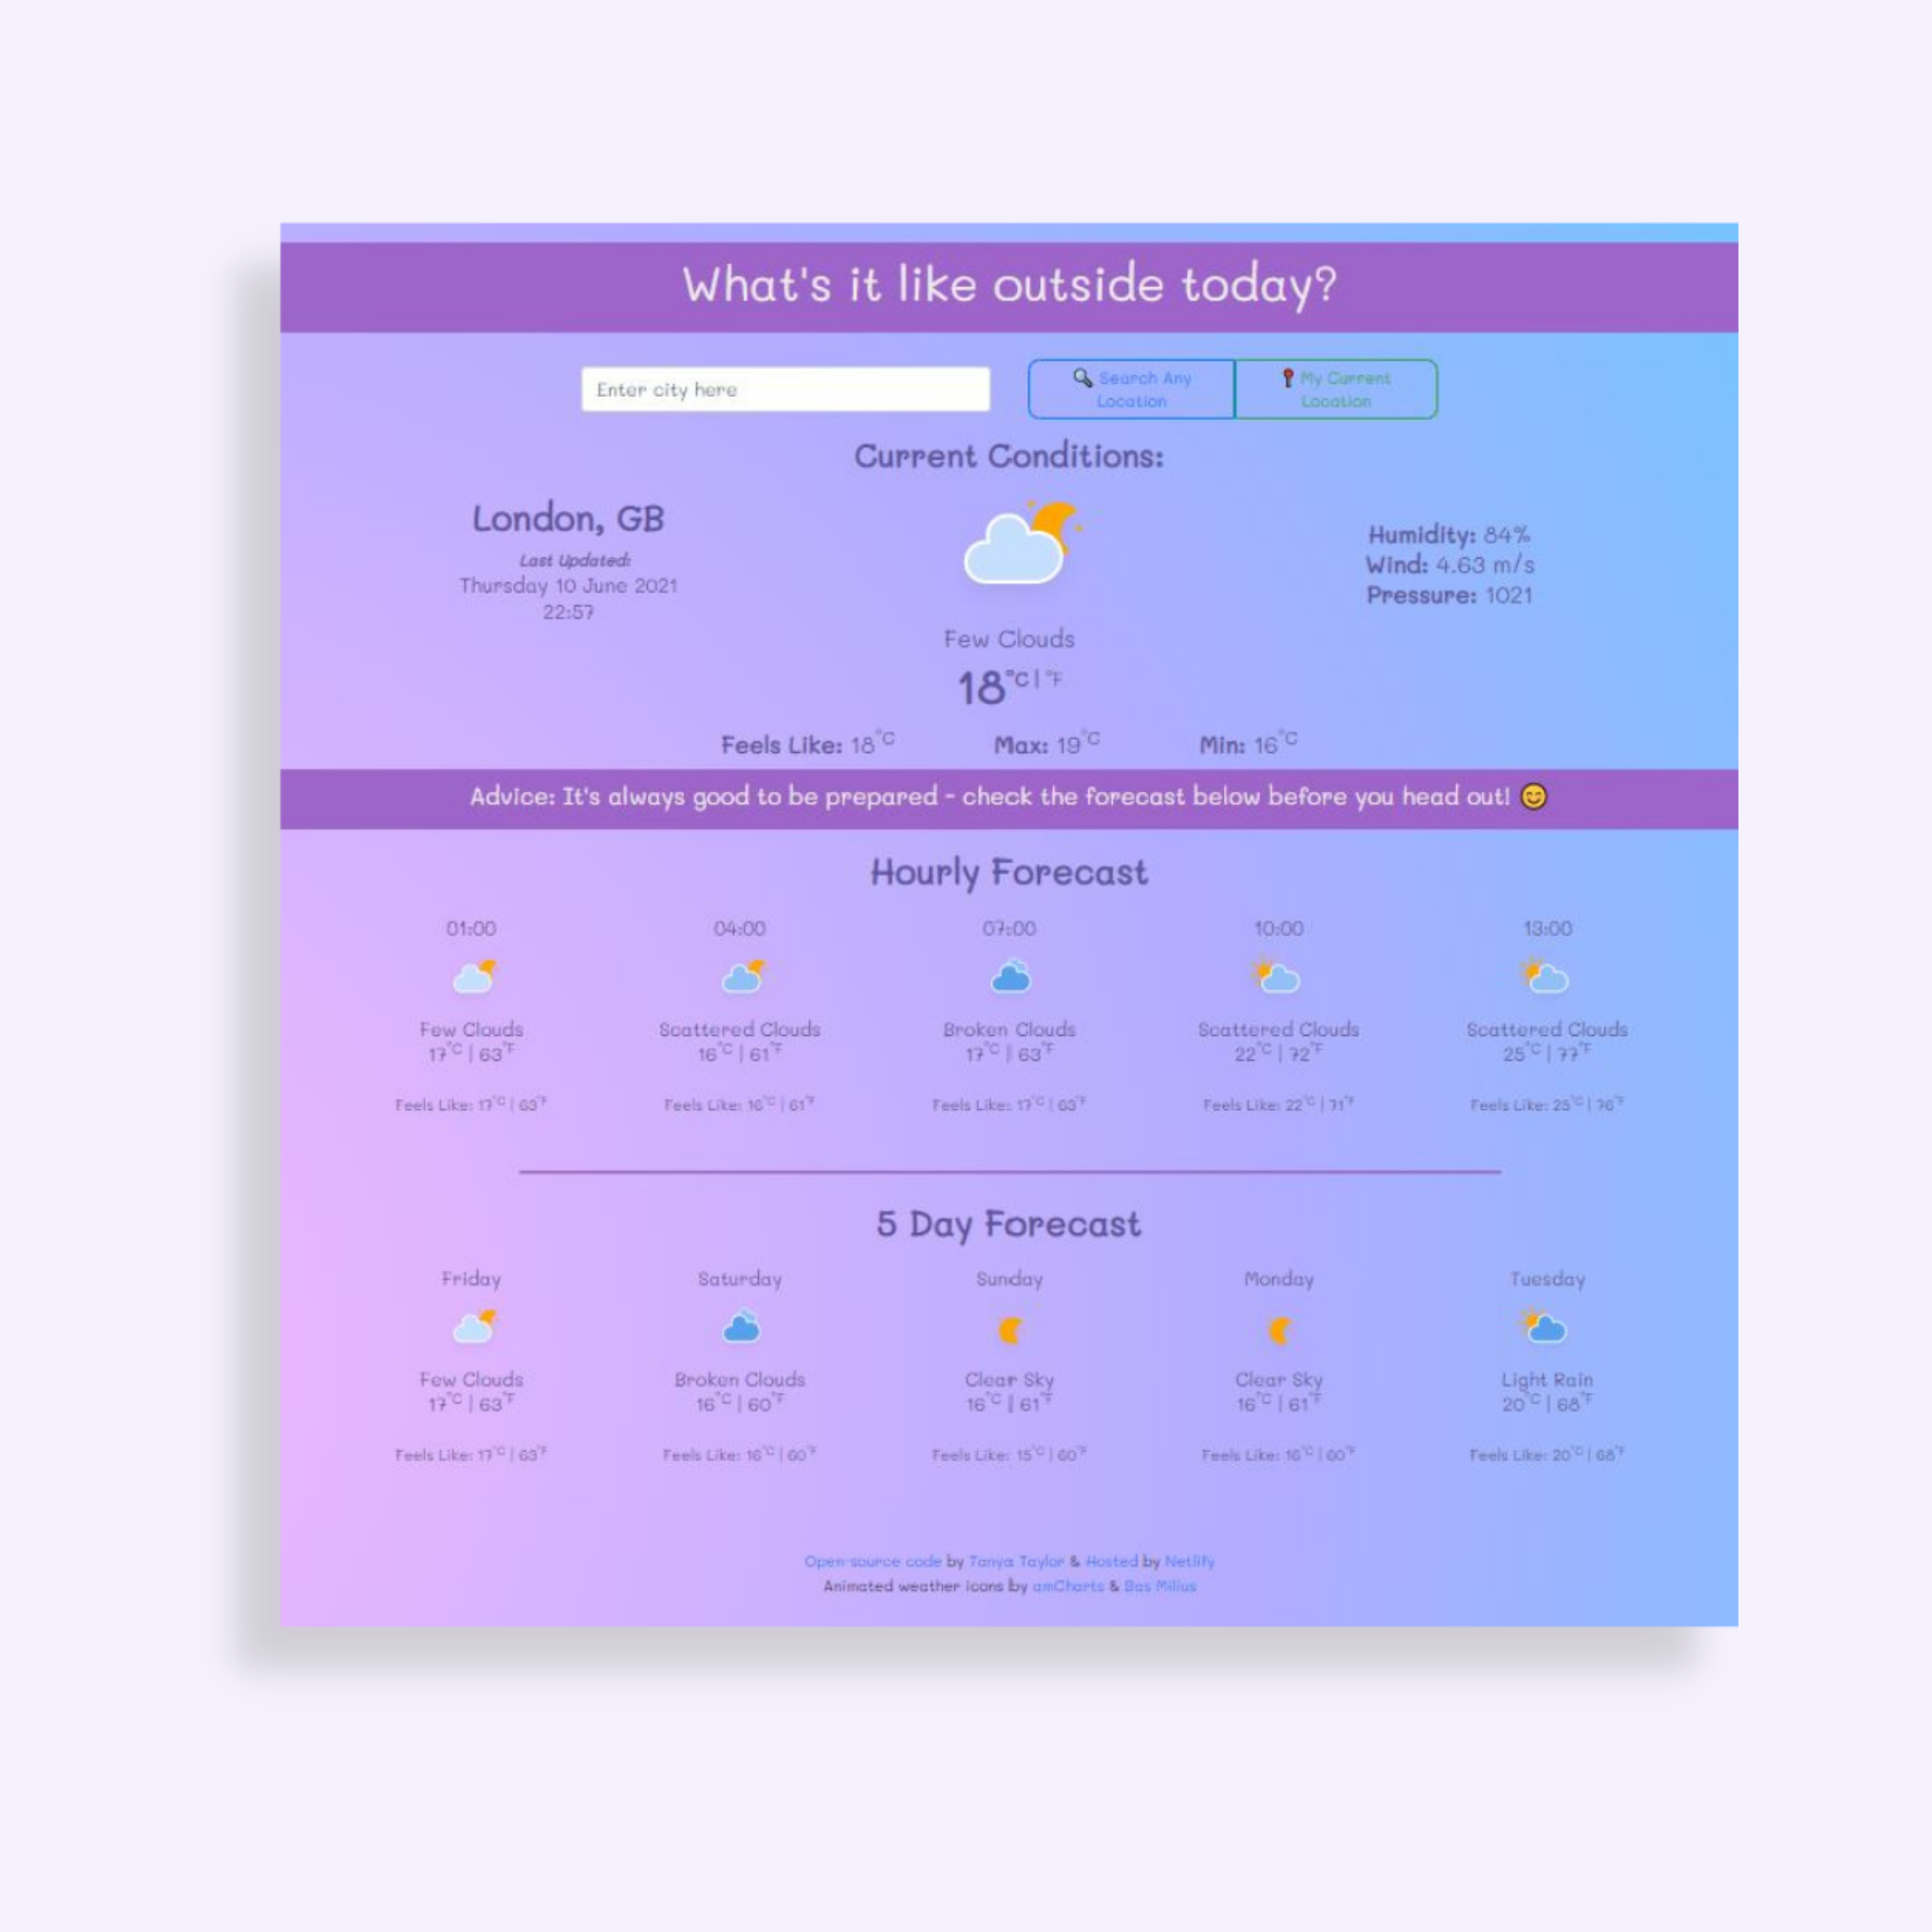 What's it like outside today?
Enter city here
🔍 Search Any
Location
📍 My Current
Location
Current Conditions:
London, GB
Last Updated:
Thursday 10 June 2021
22:57
Few Clouds
18°C | °F
Humidity: 84%
Wind: 4.63 m/s
Pressure: 1021
Feels Like: 18°C Max: 19°C Min: 16°C
Advice: It's always good to be prepared - check the forecast below before you head out! 😊
Hourly Forecast
01:00 04:00 07:00 10:00 13:00
Few Clouds Scattered Clouds Broken Clouds Scattered Clouds Scattered Clouds
17°C | 63°F 16°C | 61°F 17°C | 63°F 22°C | 72°F 25°C | 77°F
Feels Like: 17°C | 63°F Feels Like: 16°C | 61°F Feels Like: 17°C | 63°F Feels Like: 22°C | 71°F Feels Like: 25°C | 76°F
5 Day Forecast
Friday Saturday Sunday Monday Tuesday
Few Clouds Broken Clouds Clear Sky Clear Sky Light Rain
17°C | 63°F 16°C | 60°F 16°C | 61°F 16°C | 61°F 20°C | 68°F
Feels Like: 17°C | 63°F Feels Like: 16°C | 60°F Feels Like: 15°C | 60°F Feels Like: 16°C | 60°F Feels Like: 20°C | 68°F
Open-source code by Tanya Taylor & Hosted by Netlify
Animated weather icons by amCharts & Bas Milius